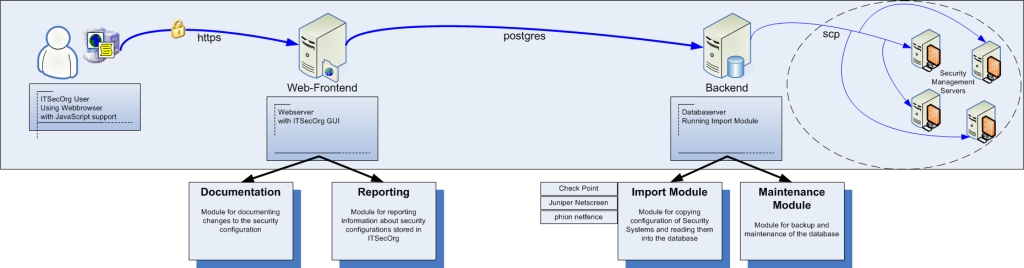 https
postgres
scp
ITSecOrg User
Using Webbrowser
with JavaScript support
Web-Frontend
Webserver
with ITSecOrg GUI
Backend
Databaseserver
Running Import Module
Security
Management
Servers
Documentation
Module for documenting
changes to the security
configuration
Reporting
Module for reporting
information about security
configurations stored in
ITSecOrg
Check Point
Juniper Netscreen
phion netfence
Import Module
Module for copying
configuration of Security
Systems and reading them
into the database
Maintenance
Module
Module for backup and
maintenance of the database